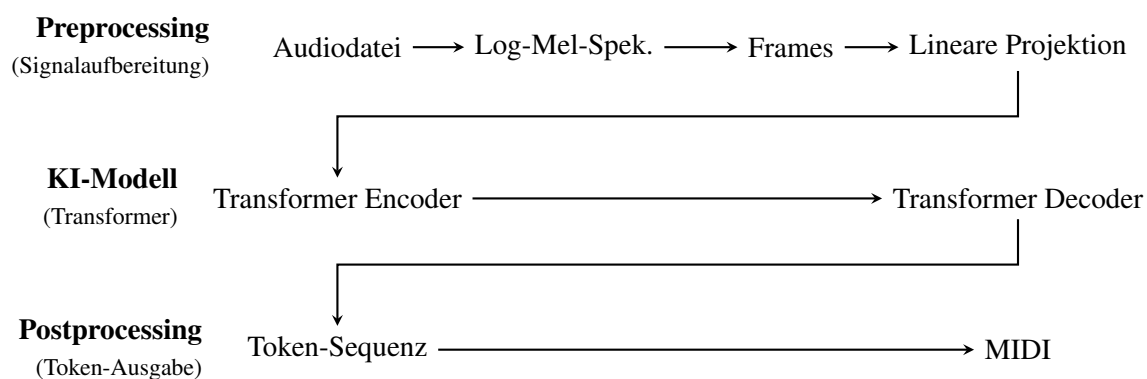 Preprocessing
(Signalaufbereitung)
Audiodatei Log-Mel-Spek. Frames Lineare Projektion
KI-Modell
(Transformer)
Transformer Encoder Transformer Decoder
Postprocessing
(Token-Ausgabe)
Token-Sequenz MIDI